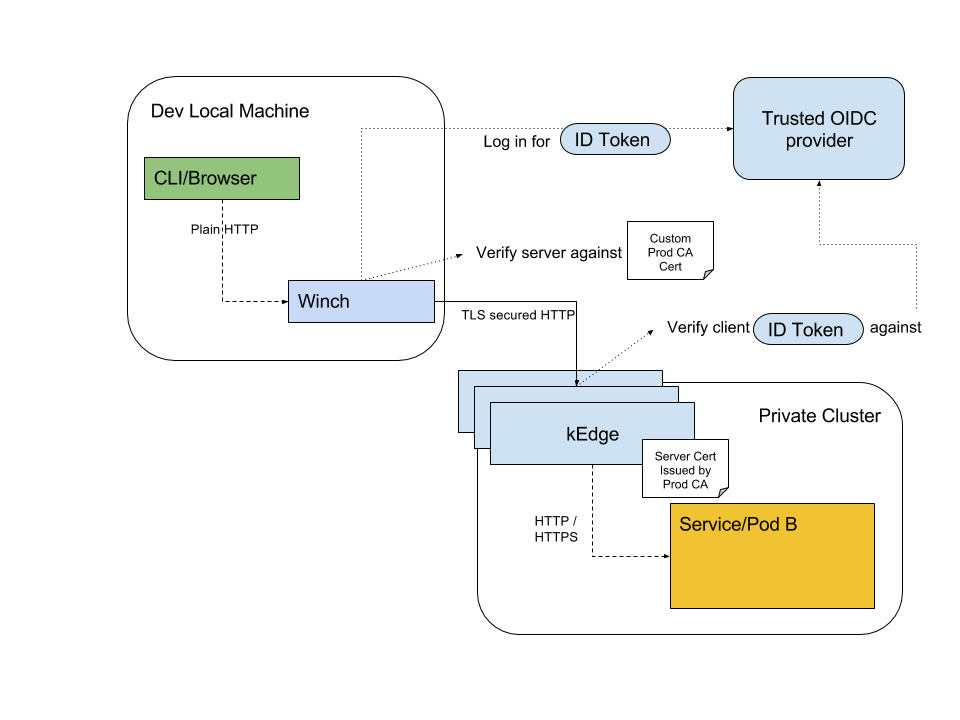 Dev Local Machine
CLI/Browser
Plain HTTP
Winch
Log in for ID Token
Trusted OIDC
provider
Verify server against
Custom
Prod CA
Cert
TLS secured HTTP
Verify client ID Token against
Private Cluster
kEdge
Server Cert
Issued by
Prod CA
HTTP /
HTTPS
Service/Pod B